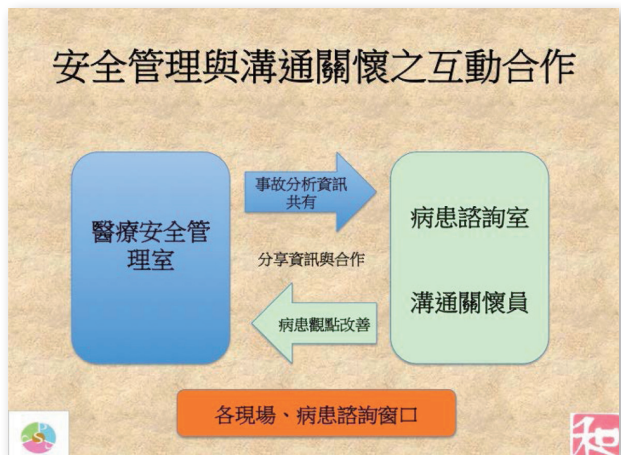 安全管理與溝通關懷之互動合作
醫療安全管
理室
事故分析資訊
共有
分享資訊與合作
病患觀點改善
病患諮詢室
溝通關懷員
各現場、病患諮詢窗口
和